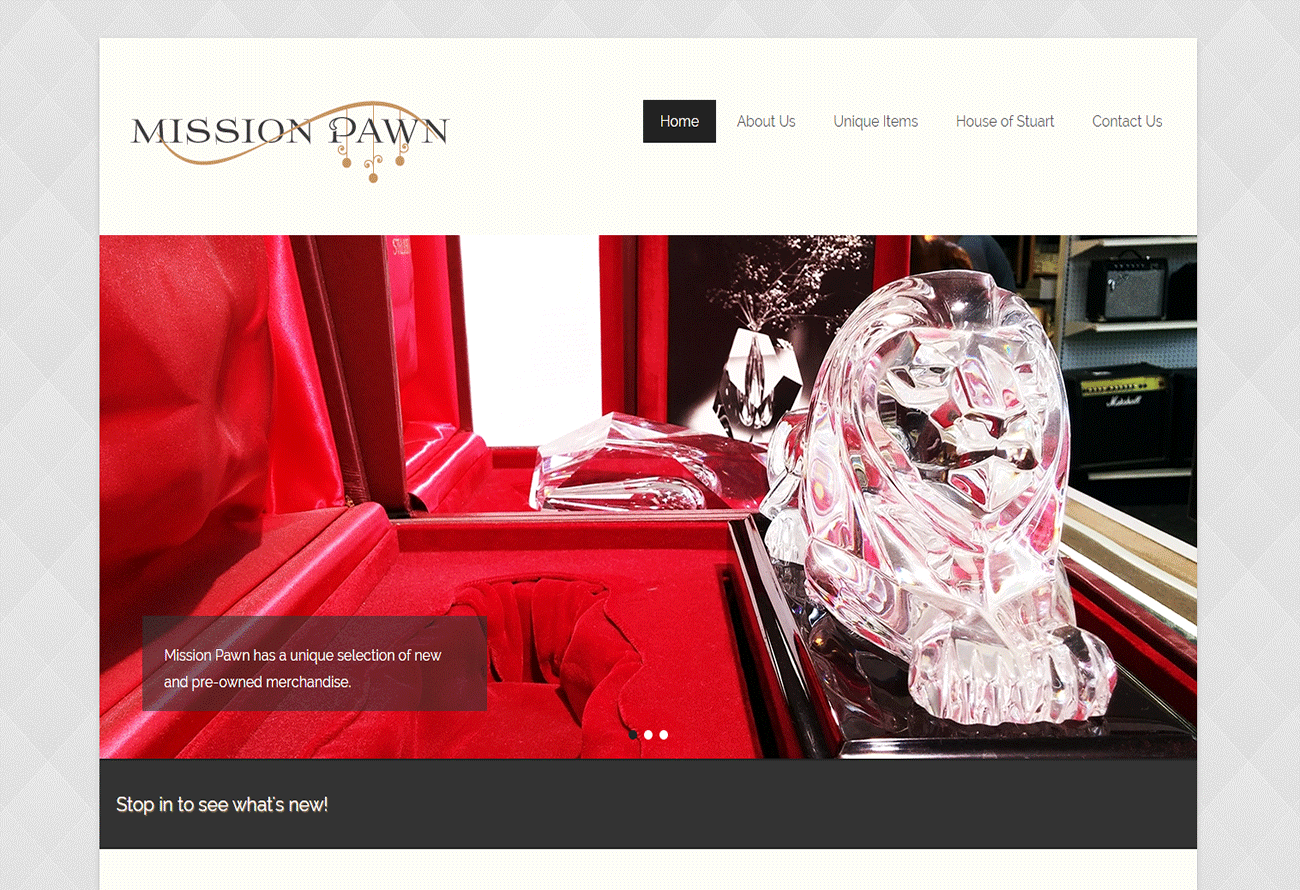 MISSION PAWN
Home
About Us
Unique Items
House of Stuart
Contact Us
Marshall
Mission Pawn has a unique selection of new
and pre-owned merchandise.
Stop in to see what's new!